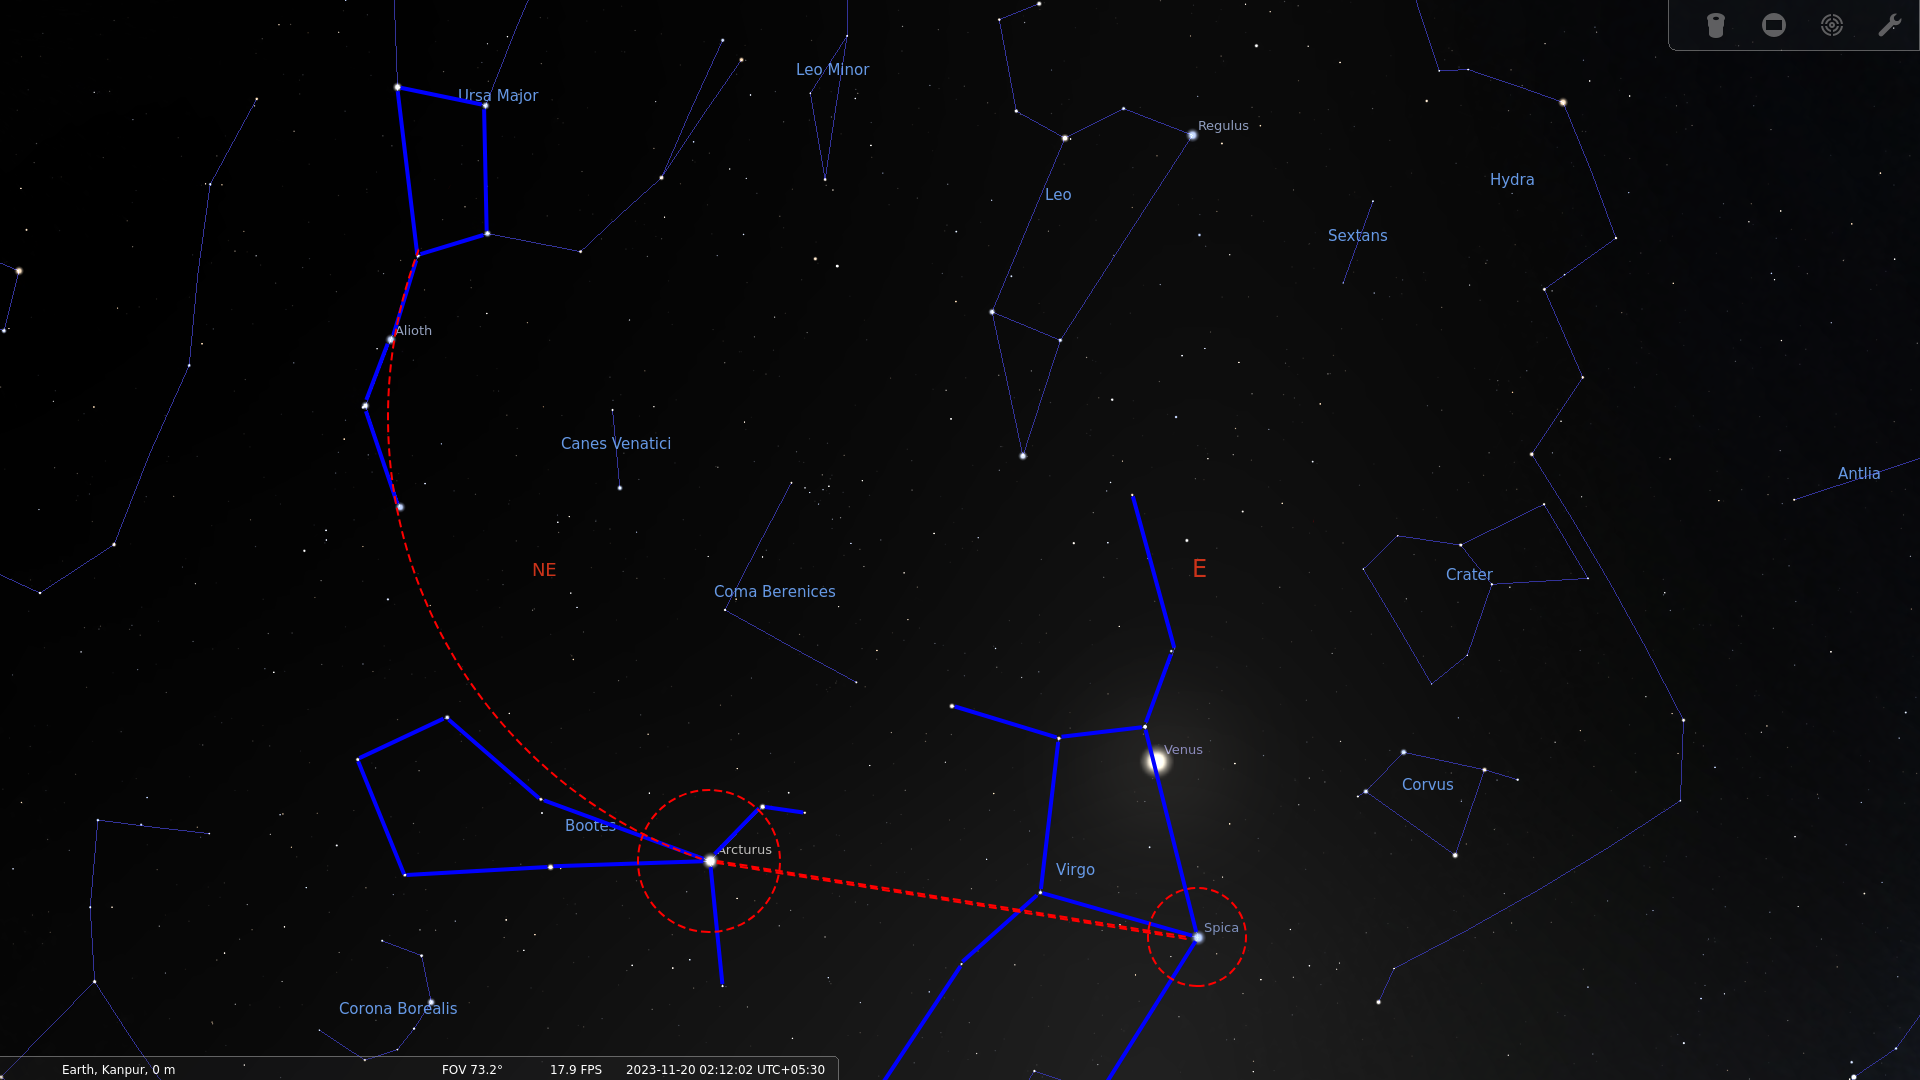 Leo Minor
Ursa Major
Regulus
Hydra
Leo
Sextans
Alioth
Canes Venatici
Antlia
NE
E
Crater
Coma Berenices
Venus
Corvus
Bootes
Arcturus
Virgo
Spica
Corona Borealis
Earth, Kanpur, 0 m FOV 73.2° 17.9 FPS 2023-11-20 02:12:02 UTC+05:30